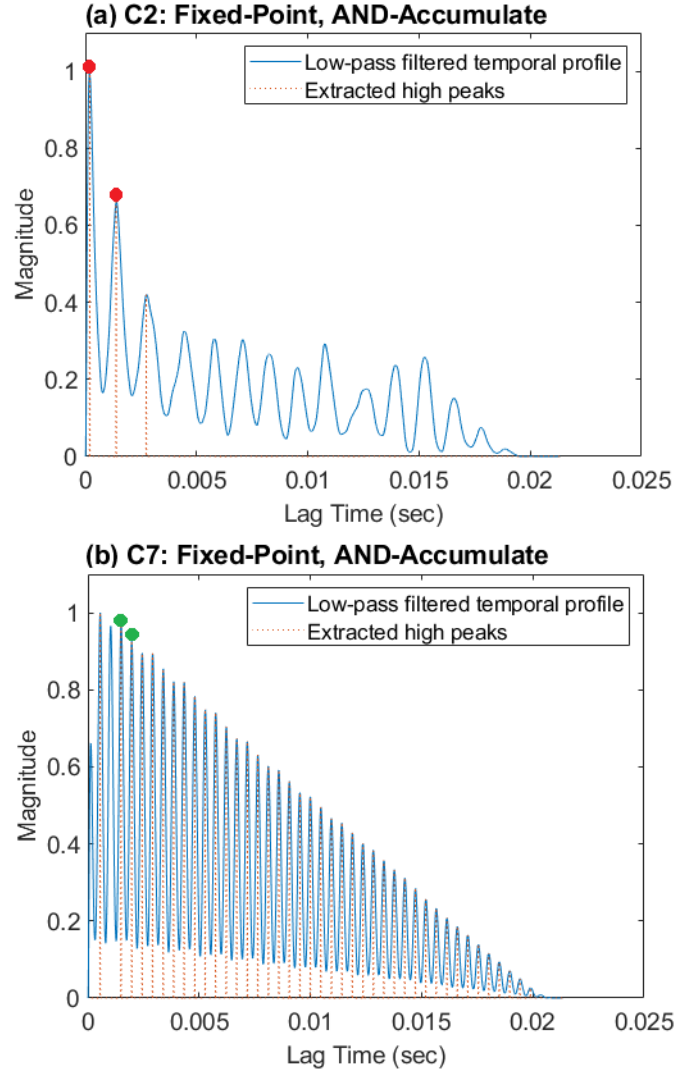 (a) C2: Fixed-Point, AND-Accumulate
Low-pass filtered temporal profile
Extracted high peaks
1
0.8
0.6
0.4
0.2
0
Magnitude
0 0.005 0.01 0.015 0.02 0.025
Lag Time (sec)
(b) C7: Fixed-Point, AND-Accumulate
Low-pass filtered temporal profile
Extracted high peaks
1
0.8
0.6
0.4
0.2
0
Magnitude
0 0.005 0.01 0.015 0.02 0.025
Lag Time (sec)